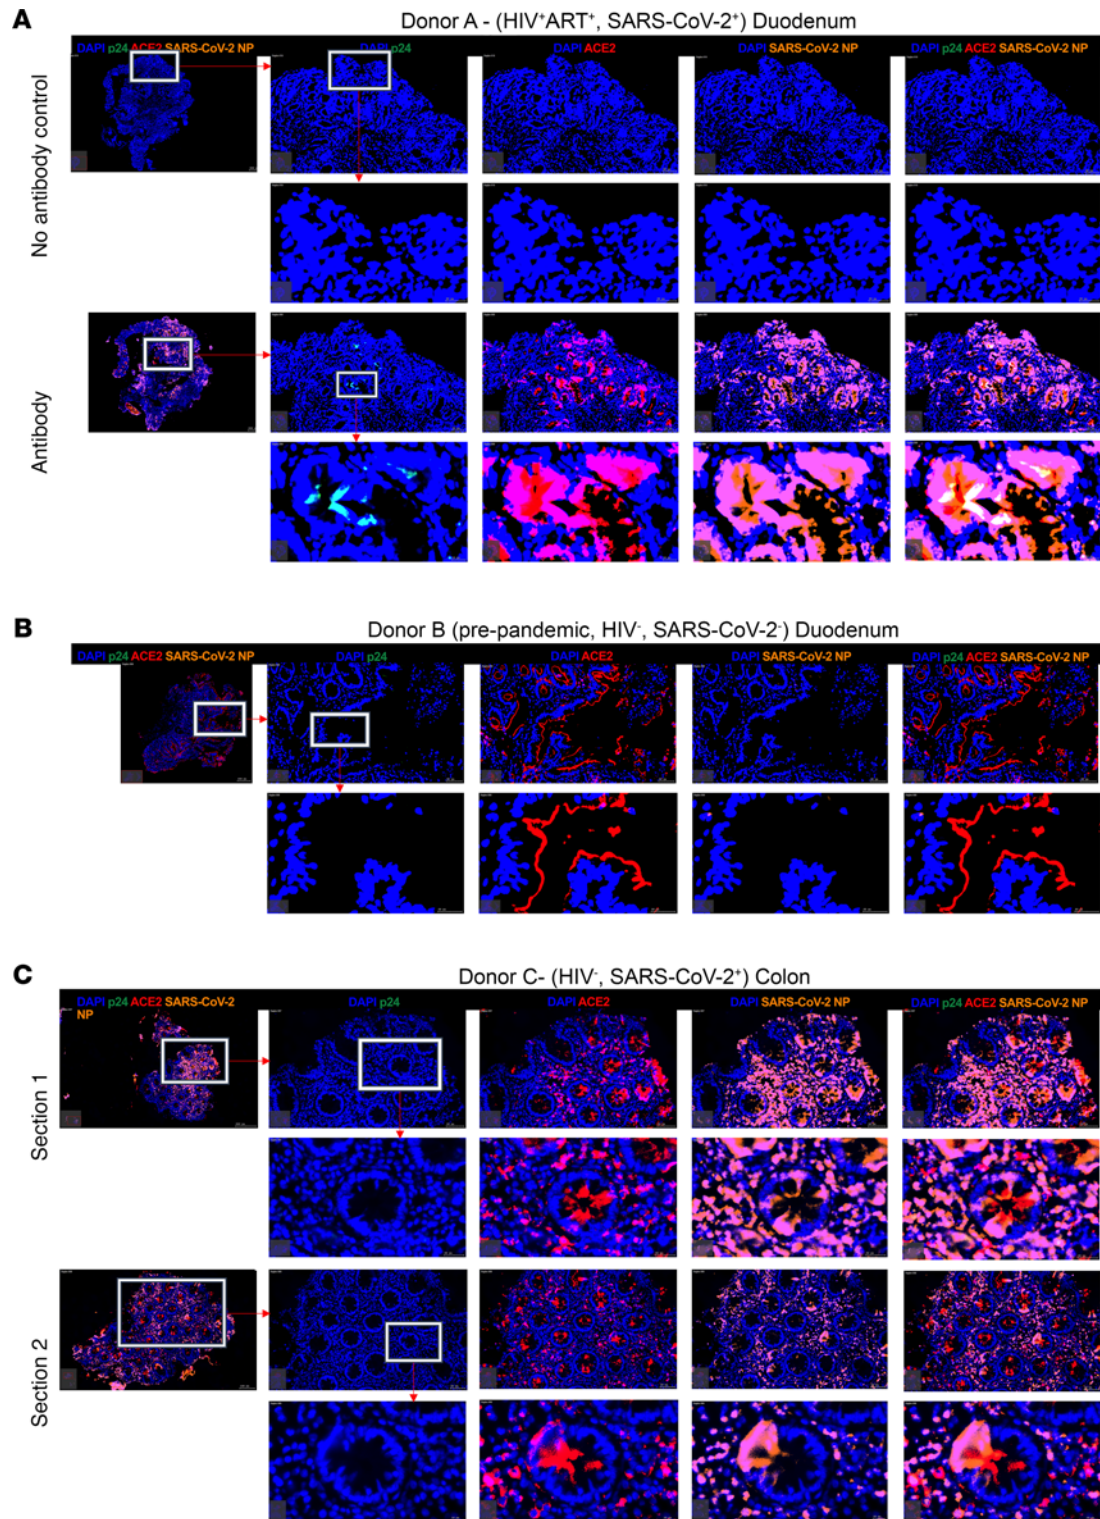 A
Donor A - (HIV⁺ART⁺, SARS-CoV-2⁺) Duodenum
No antibody control
DAPI p24 ACE2 SARS-CoV-2 NP
DAPI p24
DAPI ACE2
DAPI SARS-CoV-2 NP
DAPI p24 ACE2 SARS-CoV-2 NP
Antibody
B
Donor B (pre-pandemic, HIV⁻, SARS-CoV-2⁻) Duodenum
DAPI p24 ACE2 SARS-CoV-2 NP
DAPI p24
DAPI ACE2
DAPI SARS-CoV-2 NP
DAPI p24 ACE2 SARS-CoV-2 NP
C
Donor C- (HIV⁻, SARS-CoV-2⁺) Colon
Section 1
DAPI p24 ACE2 SARS-CoV-2
NP
DAPI p24
DAPI ACE2
DAPI SARS-CoV-2 NP
DAPI p24 ACE2 SARS-CoV-2 NP
Section 2